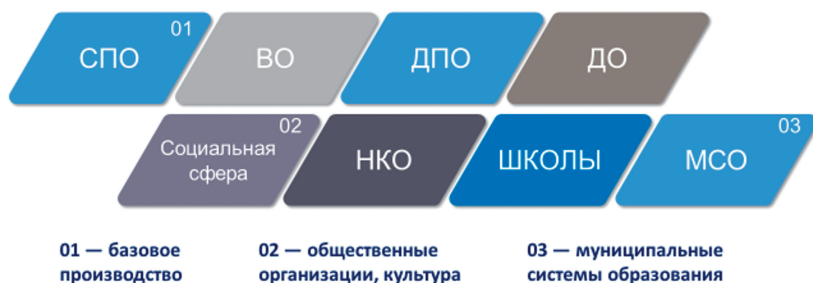 СПО 01
ВО
ДПО
ДО
Социальная
сфера
02
НКО
ШКОЛЫ
МСО
03
01 — базовое
производство
02 — общественные
организации, культура
03 — муниципальные
системы образования